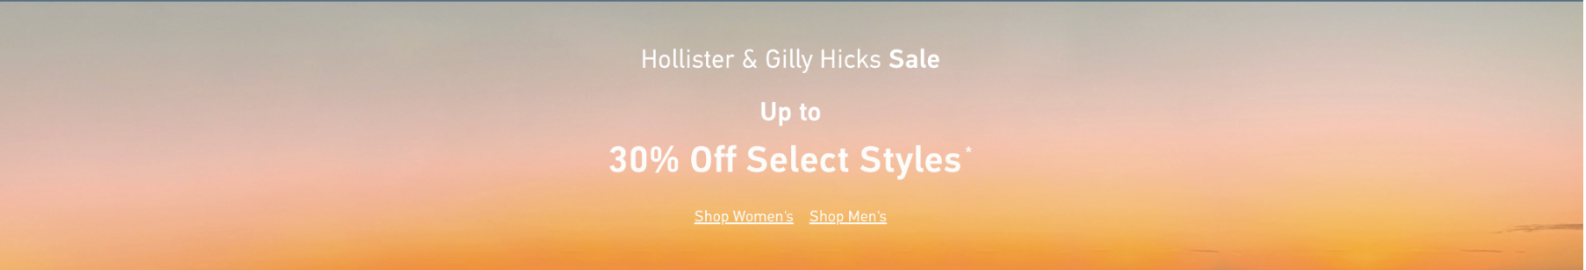 Hollister & Gilly Hicks Sale
Up to
30% Off Select Styles*
Shop Women's Shop Men's